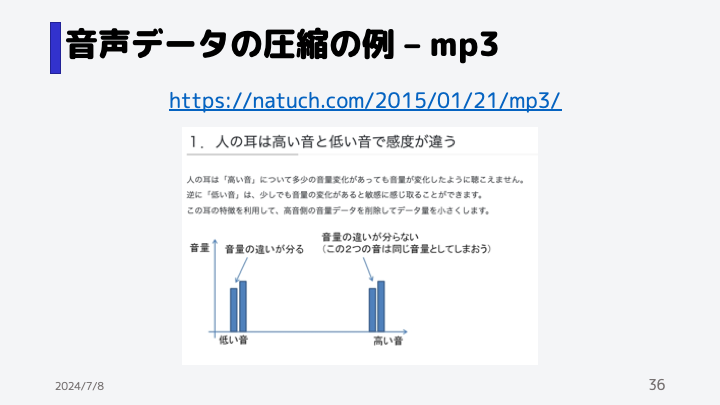 音声データの圧縮の例 – mp3
https://natuch.com/2015/01/21/mp3/
1．人の耳は高い音と低い音で感度が違う
人の耳は「高い音」について多少の音量変化があっても音量が変化したように聴こえません。
逆に「低い音」は、少しでも音量の変化があると敏感に感じ取ることができます。
この耳の特徴を利用して、高音側の音量データを削除してデータ量を小さくします。
音量
音量の違いが分る
音量の違いが分らない
（この2つの音は同じ音量としてしまおう）
低い音
高い音
2024/7/8
36